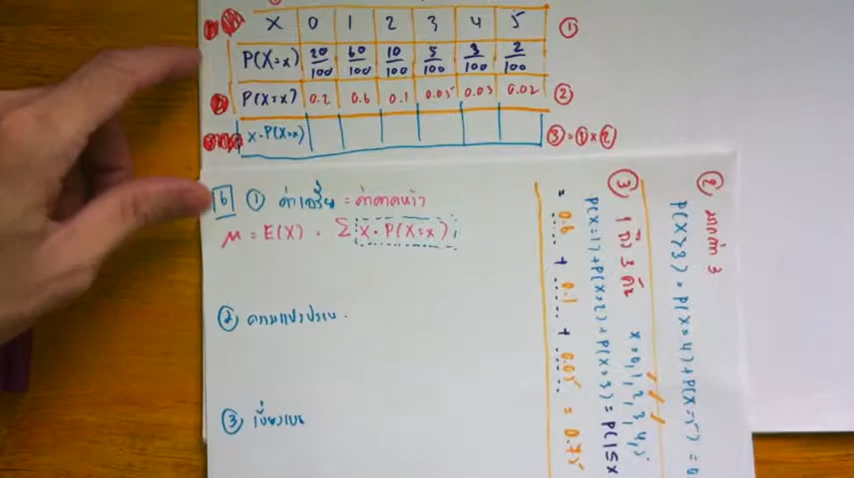 X 0 1 2 3 4 5 ①
P(X=x) 20/100 60/100 10/100 5/100 3/100 2/100
P(X=x) 0.2 0.6 0.1 0.05 0.03 0.02 ②
x·P(X=x) ③=①×②
6 ① ค่าเฉลี่ย = ค่าคาดหวัง
μ = E(X) = Σ x·P(X=x)
② ความแปรปรวน
③ เบี่ยงเบน
② มากกว่า 3
P(X>3) = P(X=4)+P(X=5) = 0
③ 1 ถึง 3 คัน
x=0,1,2,3,4,5
P(X=1)+P(X=2)+P(X=3) = P(1≤X
= 0.6 + 0.1 + 0.05 = 0.75